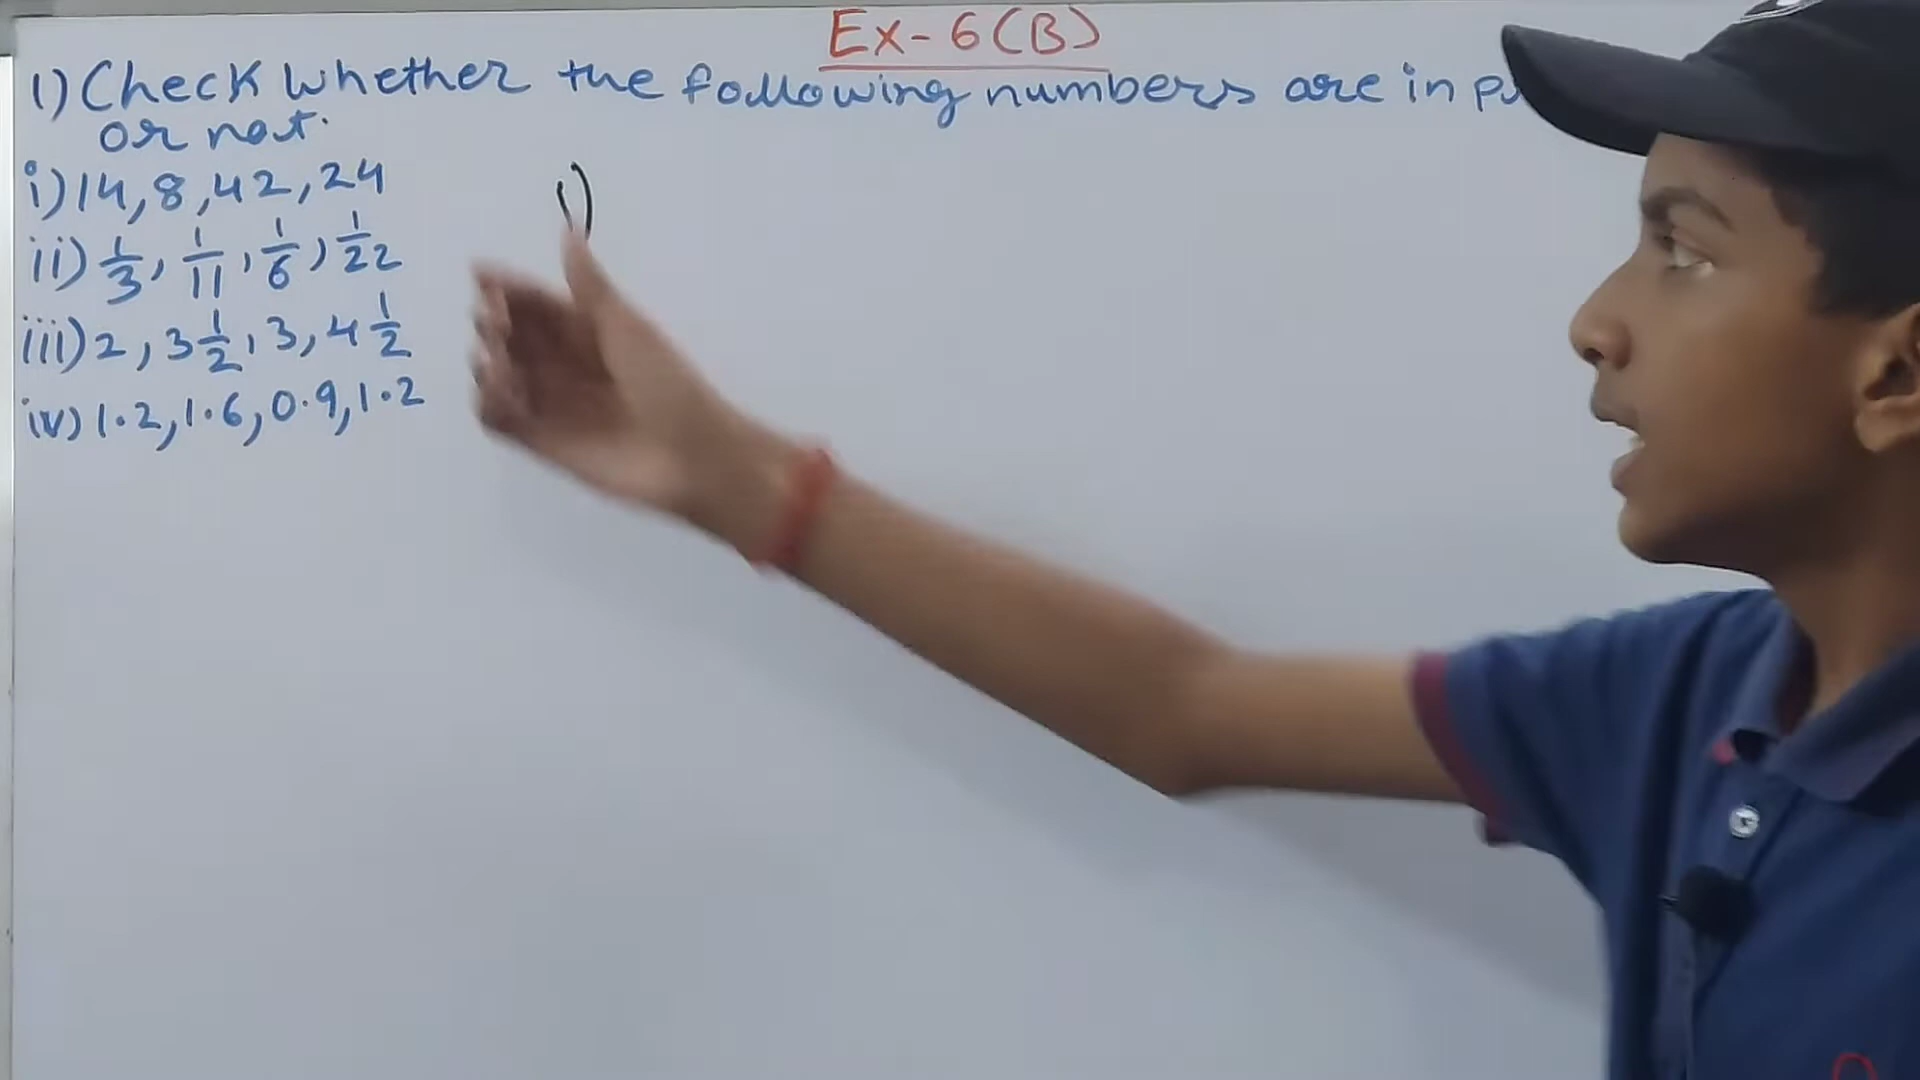 Ex-6(B)
1) Check whether the following numbers are in
or not.
i) 14, 8, 42, 24
1)
ii) 1/3, 1/11, 1/6, 1/22
iii) 2, 3 1/2, 3, 4 1/2
iv) 1.2, 1.6, 0.9, 1.2